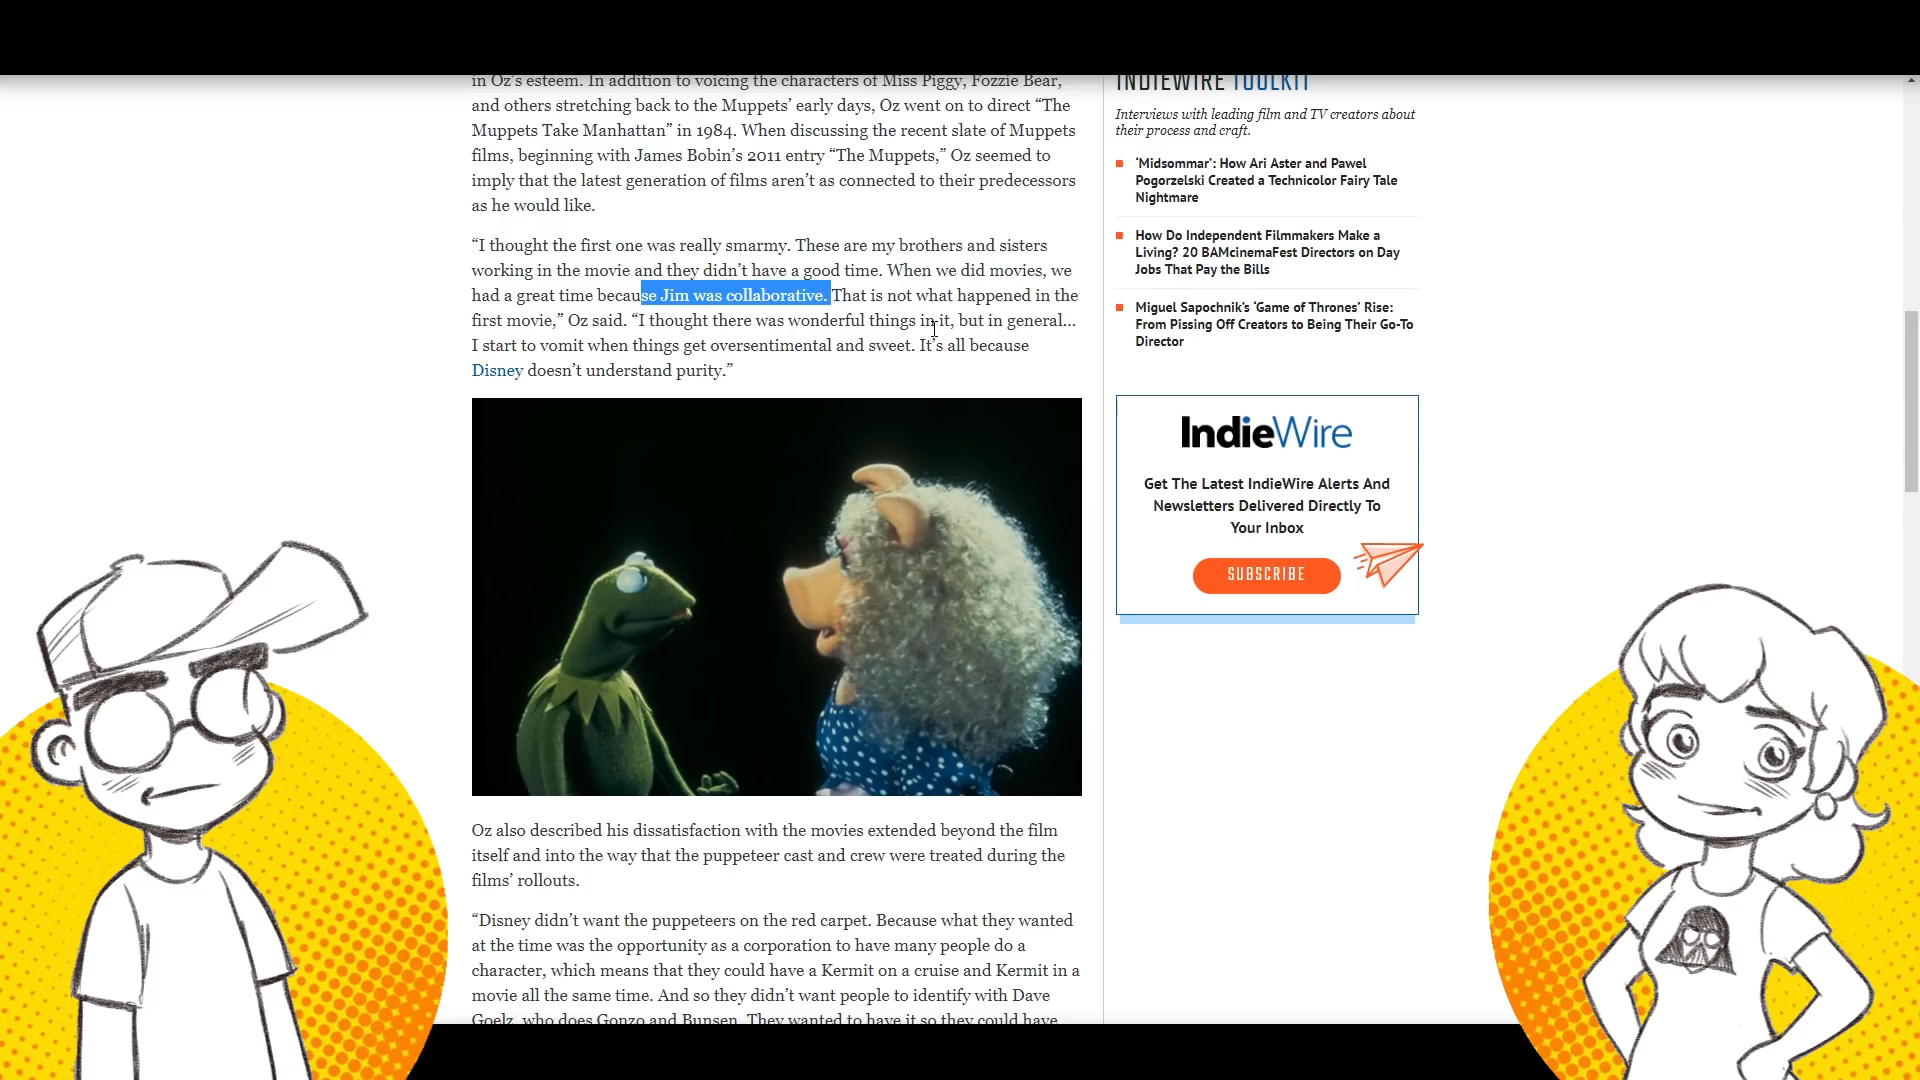 in Oz's esteem. In addition to voicing the characters of Miss Piggy, Fozzie Bear,
and others stretching back to the Muppets' early days, Oz went on to direct “The
Muppets Take Manhattan” in 1984. When discussing the recent slate of Muppets
films, beginning with James Bobin's 2011 entry “The Muppets,” Oz seemed to
imply that the latest generation of films aren't as connected to their predecessors
as he would like.
“I thought the first one was really smarmy. These are my brothers and sisters
working in the movie and they didn't have a good time. When we did movies, we
had a great time because Jim was collaborative. That is not what happened in the
first movie,” Oz said. “I thought there was wonderful things in it, but in general…
I start to vomit when things get oversentimental and sweet. It's all because
Disney doesn't understand purity.”
Oz also described his dissatisfaction with the movies extended beyond the film
itself and into the way that the puppeteer cast and crew were treated during the
films' rollouts.
“Disney didn't want the puppeteers on the red carpet. Because what they wanted
at the time was the opportunity as a corporation to have many people do a
character, which means that they could have a Kermit on a cruise and Kermit in a
movie all the same time. And so they didn't want people to identify with Dave
Goelz, who does Gonzo and Bunsen. They wanted to have it so they could have
INDIEWIRE TOOLKIT
Interviews with leading film and TV creators about
their process and craft.
‘Midsommar’: How Ari Aster and Pawel
Pogorzelski Created a Technicolor Fairy Tale
Nightmare
How Do Independent Filmmakers Make a
Living? 20 BAMcinemaFest Directors on Day
Jobs That Pay the Bills
Miguel Sapochnik's ‘Game of Thrones’ Rise:
From Pissing Off Creators to Being Their Go-To
Director
IndieWire
Get The Latest IndieWire Alerts And
Newsletters Delivered Directly To
Your Inbox
SUBSCRIBE